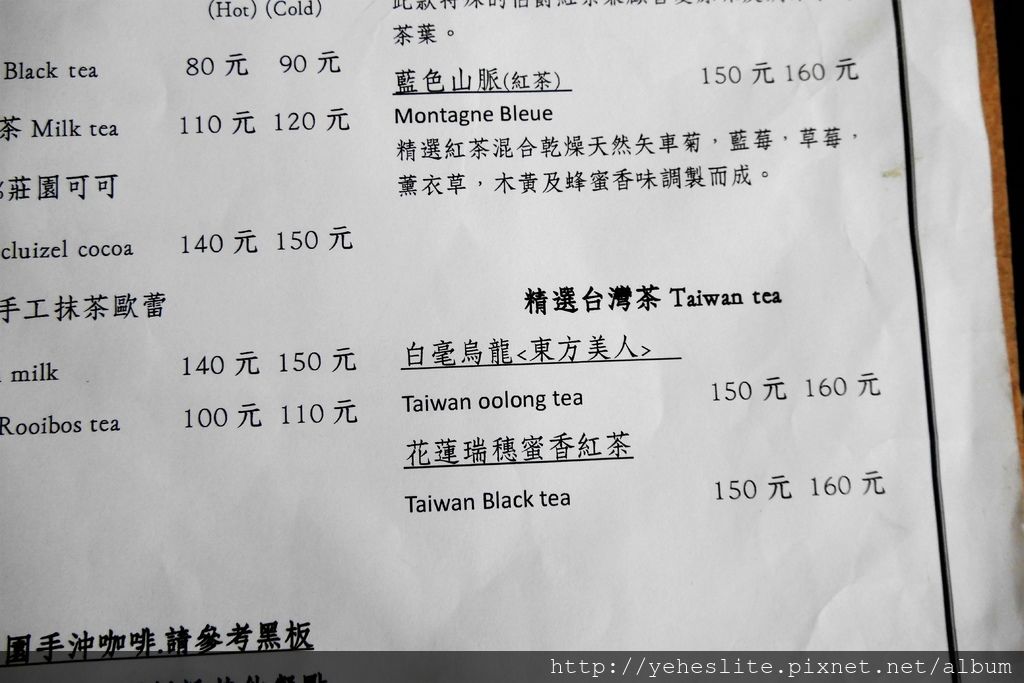 (Hot) (Cold)
Black tea 80 元 90 元
茶 Milk tea 110 元 120 元
莊園可可
cluizel cocoa 140 元 150 元
手工抹茶歐蕾
milk 140 元 150 元
Rooibos tea 100 元 110 元
茶葉。
藍色山脈(紅茶) 150 元 160 元
Montagne Bleue
精選紅茶混合乾燥天然矢車菊，藍莓，草莓，
薰衣草，木黃及蜂蜜香味調製而成。
精選台灣茶 Taiwan tea
白毫烏龍<東方美人>
Taiwan oolong tea 150 元 160 元
花蓮瑞穗蜜香紅茶
Taiwan Black tea 150 元 160 元
園手沖咖啡.請參考黑板
http://yeheslite.pixnet.net/album